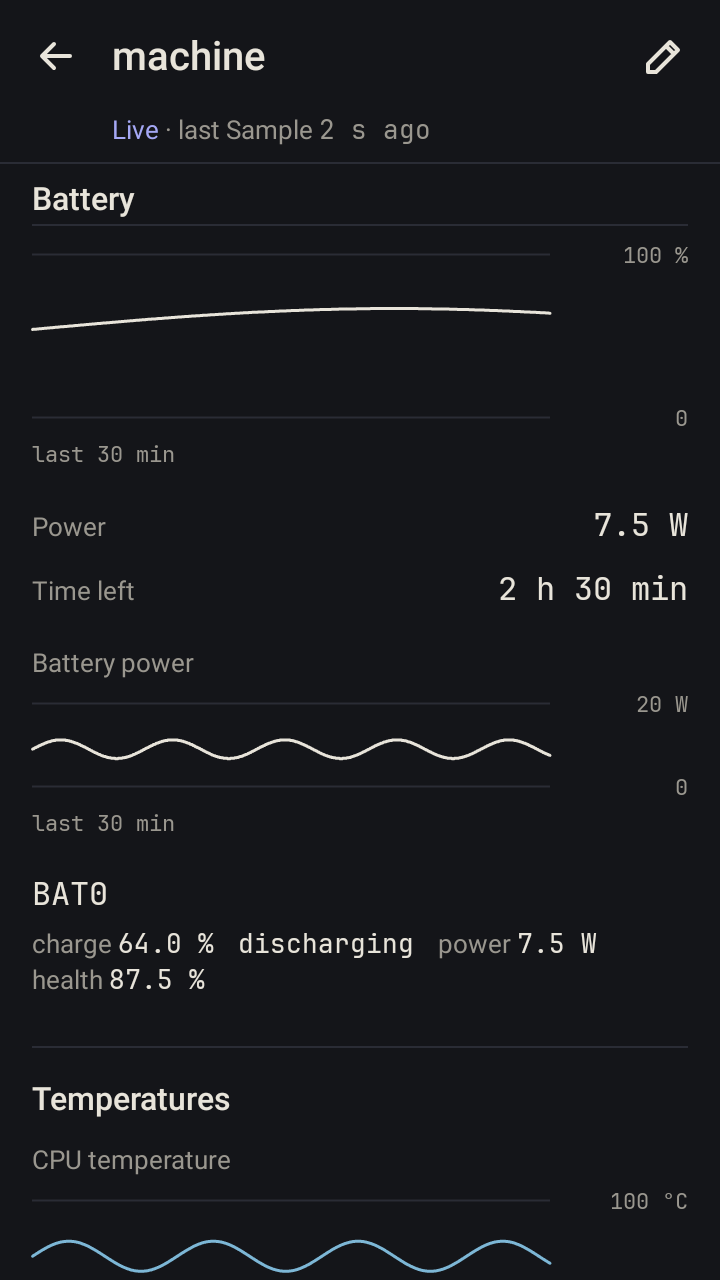 machine
Live · last Sample 2 s ago
Battery
100 %
0
last 30 min
Power 7.5 W
Time left 2 h 30 min
Battery power
20 W
0
last 30 min
BAT0
charge 64.0 % discharging power 7.5 W
health 87.5 %
Temperatures
CPU temperature
100 °C